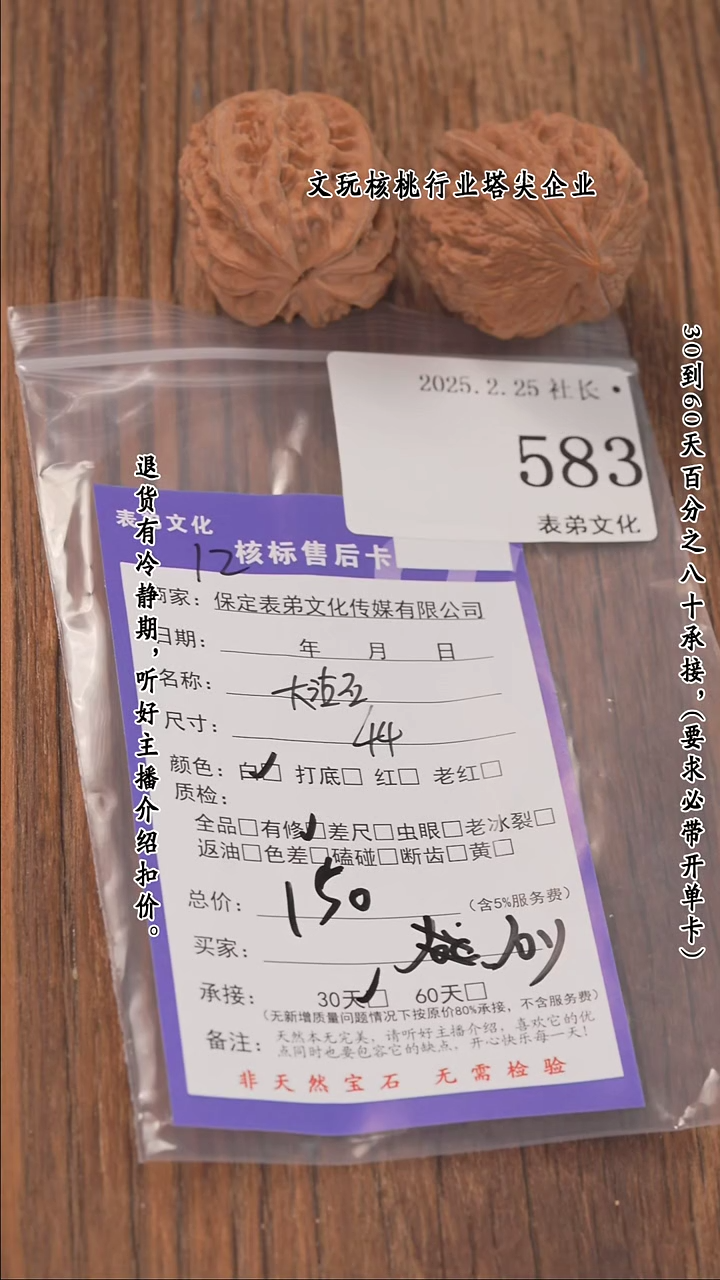 文玩核桃行业塔尖企业
30到60天百分之八十承接，（要求必带开单卡）
退货有冷静期，听好主播介绍扣价。
2025.2.25 社长
583
表弟文化
表弟文化
12
核标售后卡
商家：保定表弟文化传媒有限公司
日期： 年 月 日
名称：
尺寸：44
颜色：白☑ 打底□ 红□ 老红□
质检：
全品□有修☑差尺□虫眼□老冰裂□
返油□色差□磕碰□断齿□黄□
总价：150（含5%服务费）
买家：
承接：30天☑ 60天□
（无新增质量问题情况下按原价80%承接，不含服务费）
备注：天然本无完美，请听好主播介绍，喜欢它的优
点同时也要包容它的缺点，开心快乐每一天！
非天然宝石 无需检验